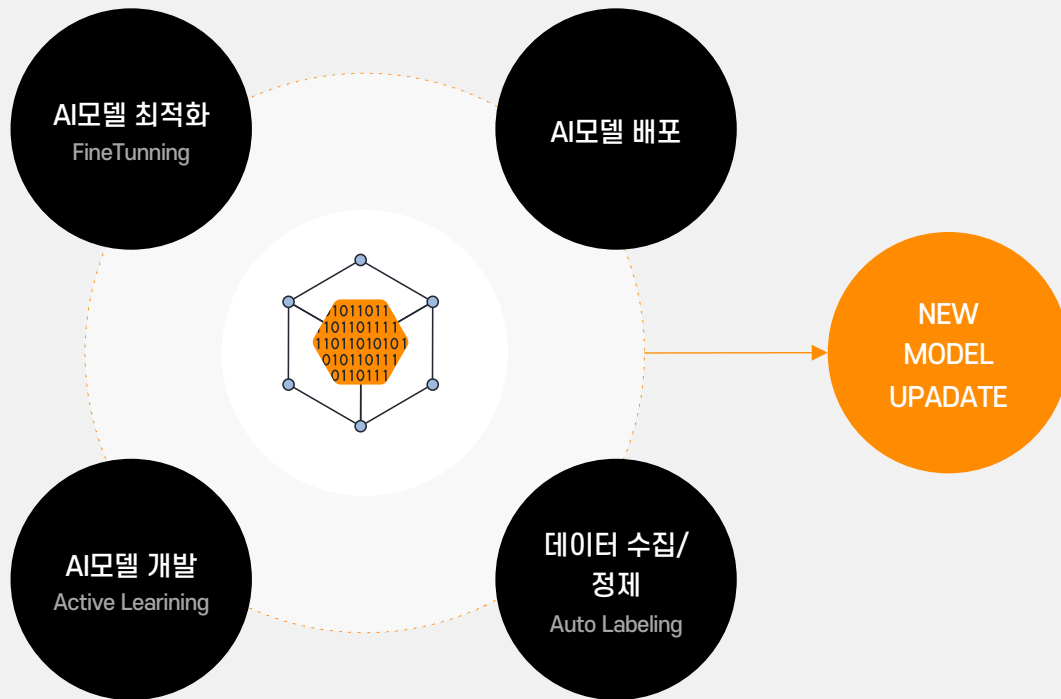 AI모델 최적화
FineTunning
AI모델 배포
1011011
1101101111
11011010101
010110111
0110111
NEW
MODEL
UPADATE
AI모델 개발
Active Learining
데이터 수집/
정제
Auto Labeling